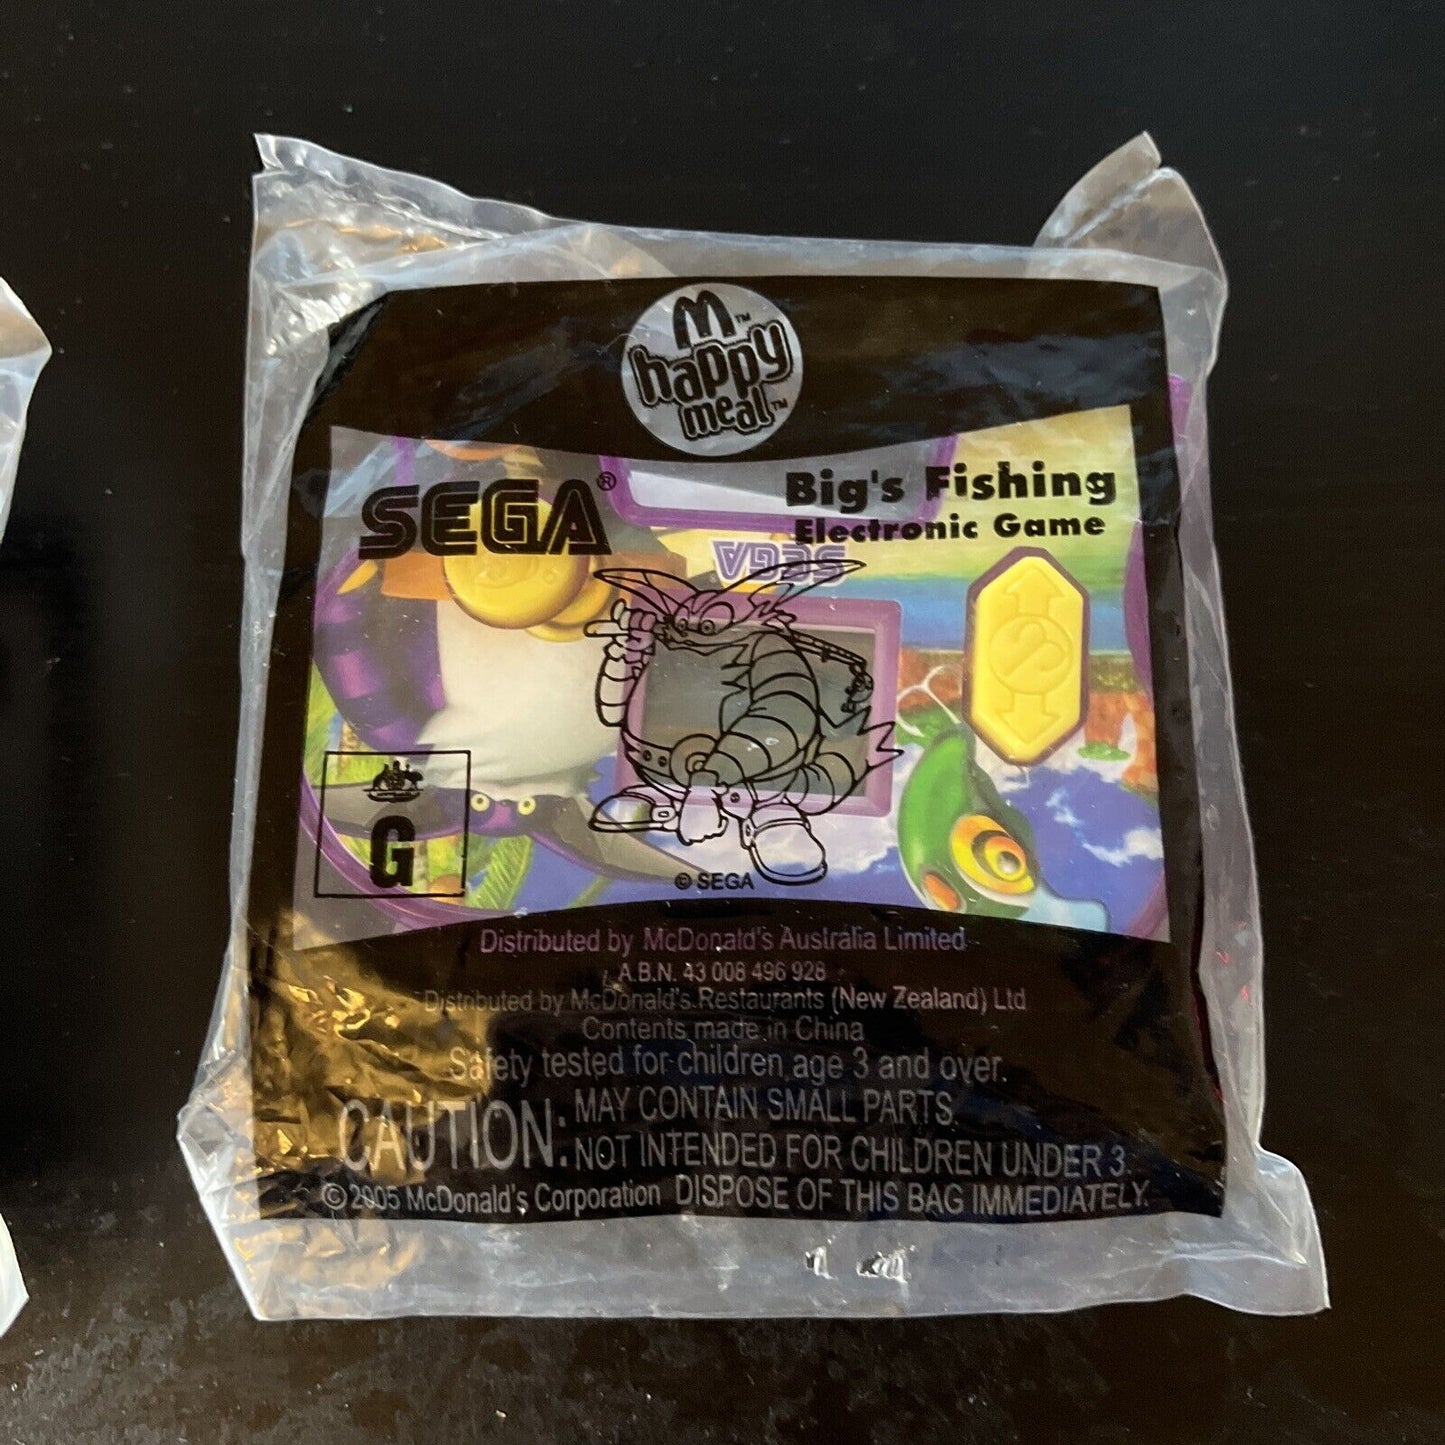 M™
happy
meal™
SEGA®
Big's Fishing
Electronic Game
SEGA
G
© SEGA
Distributed by McDonald's Australia Limited
A.B.N. 43 008 496 928
Distributed by McDonald's Restaurants (New Zealand) Ltd
Contents made in China
Safety tested for children age 3 and over.
CAUTION: MAY CONTAIN SMALL PARTS.
NOT INTENDED FOR CHILDREN UNDER 3.
© 2005 McDonald's Corporation DISPOSE OF THIS BAG IMMEDIATELY.